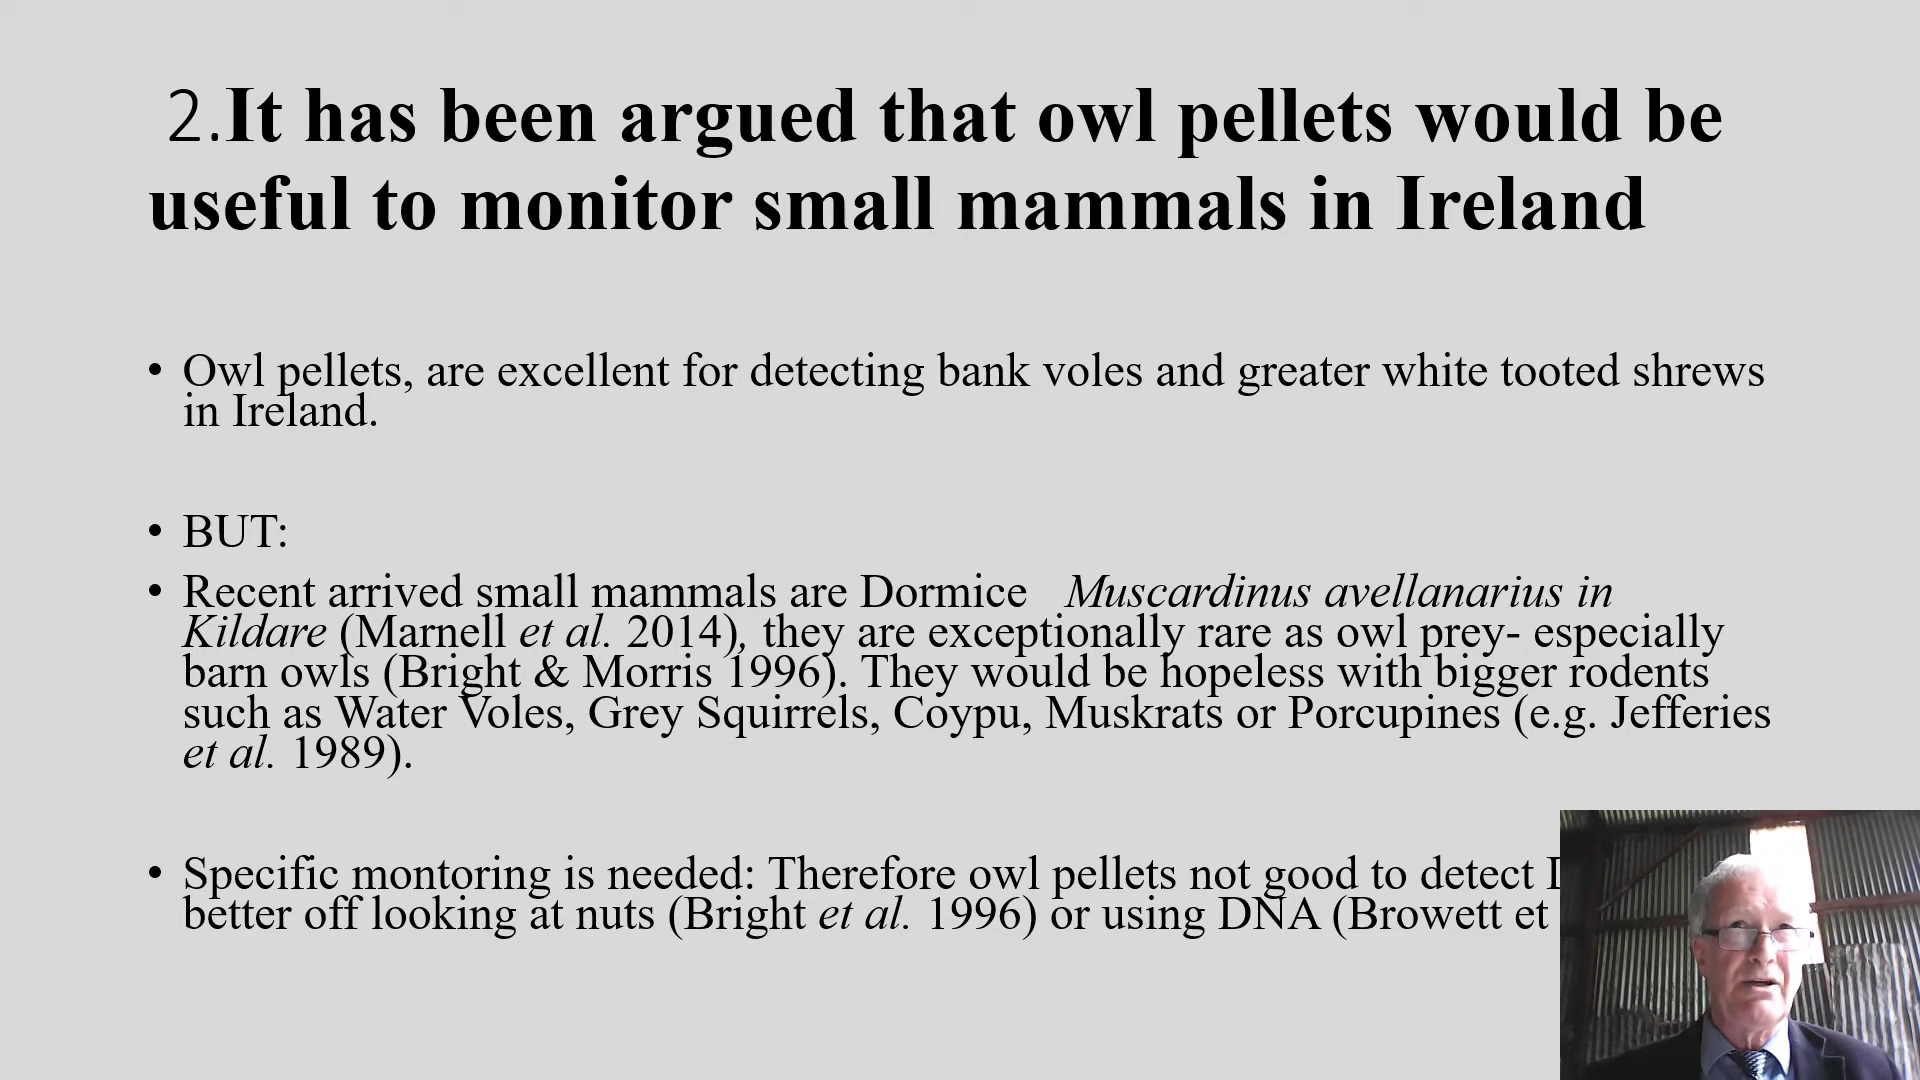 2.It has been argued that owl pellets would be
useful to monitor small mammals in Ireland
• Owl pellets, are excellent for detecting bank voles and greater white tooted shrews
in Ireland.
• BUT:
• Recent arrived small mammals are Dormice Muscardinus avellanarius in
Kildare (Marnell et al. 2014), they are exceptionally rare as owl prey- especially
barn owls (Bright & Morris 1996). They would be hopeless with bigger rodents
such as Water Voles, Grey Squirrels, Coypu, Muskrats or Porcupines (e.g. Jefferies
et al. 1989).
• Specific montoring is needed: Therefore owl pellets not good to detect
better off looking at nuts (Bright et al. 1996) or using DNA (Browett et